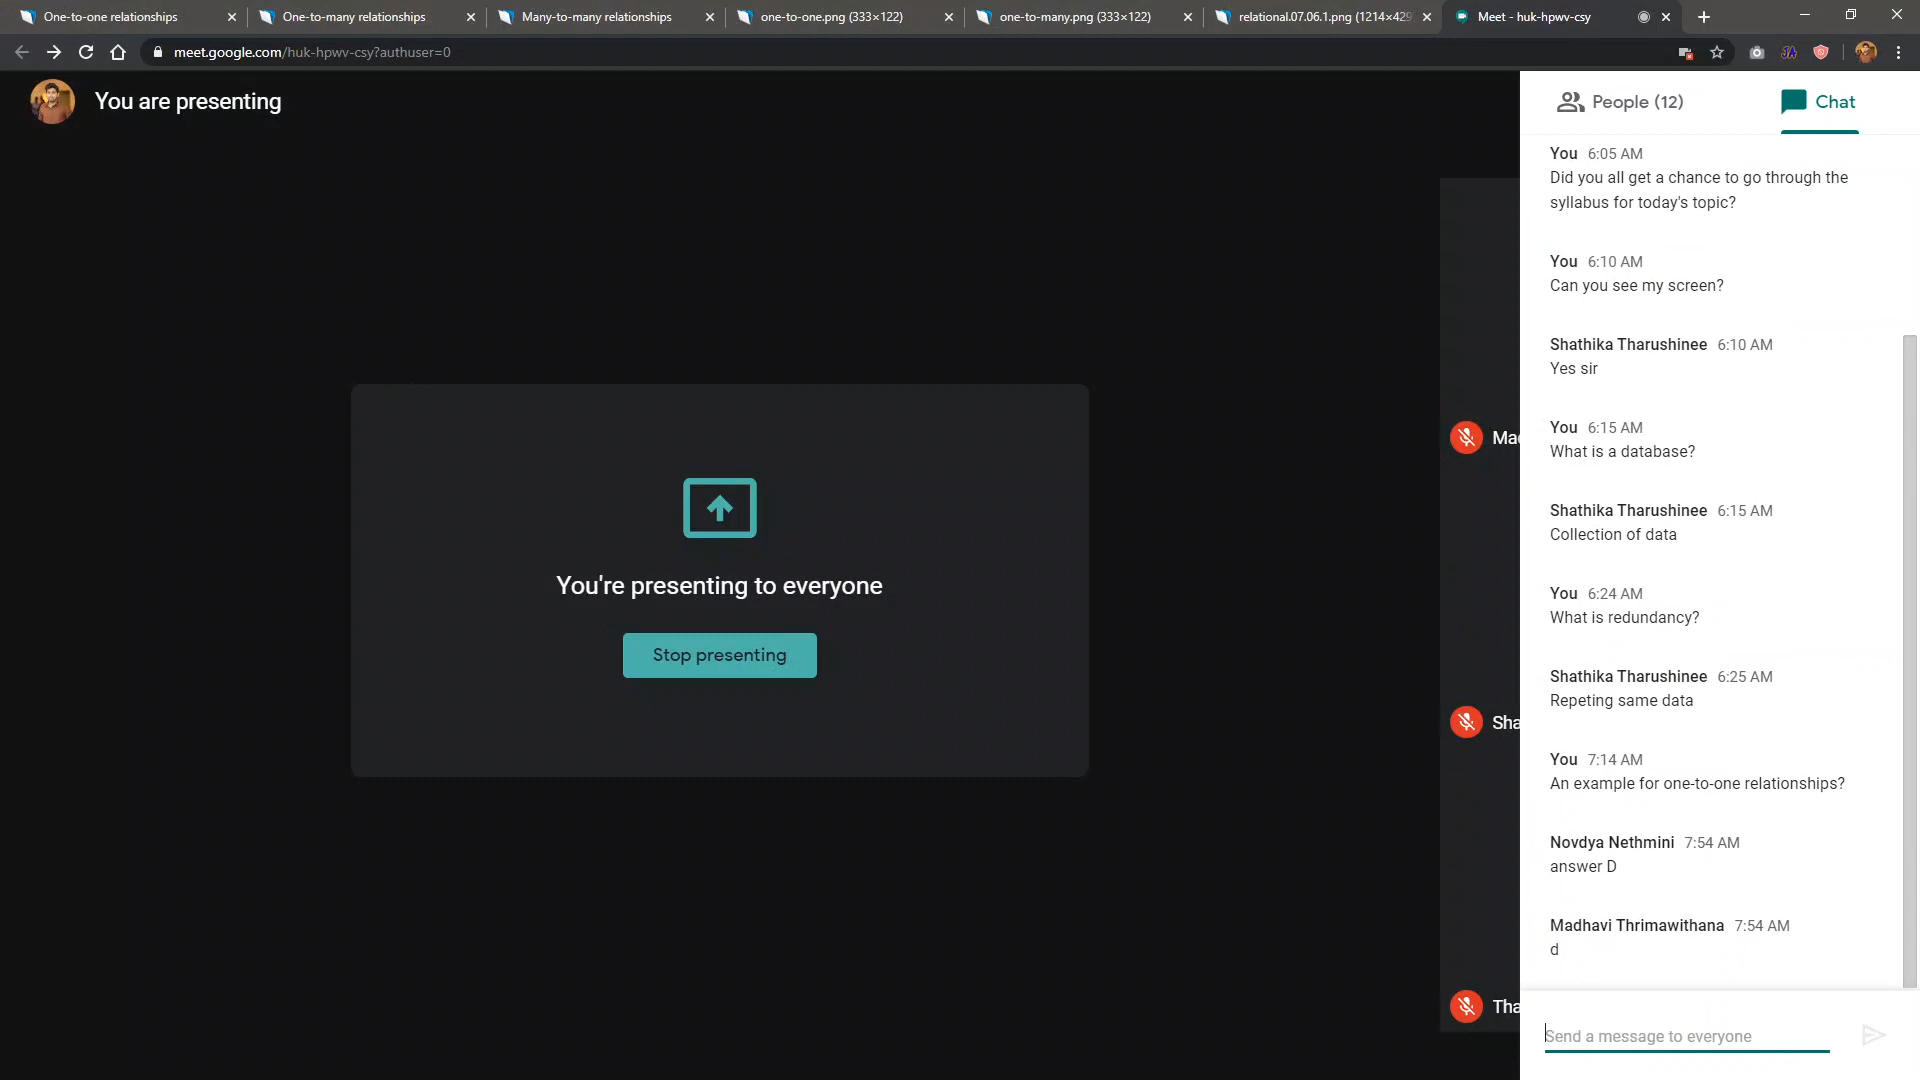 One-to-one relationships
One-to-many relationships
Many-to-many relationships
one-to-one.png (333×122)
one-to-many.png (333×122)
relational.07.06.1.png (1214×429
Meet - huk-hpwv-csy
meet.google.com/huk-hpwv-csy?authuser=0
JA
You are presenting
You're presenting to everyone
Stop presenting
Mad
Sha
Tha
People (12)
Chat
You 6:05 AM
Did you all get a chance to go through the
syllabus for today's topic?
You 6:10 AM
Can you see my screen?
Shathika Tharushinee 6:10 AM
Yes sir
You 6:15 AM
What is a database?
Shathika Tharushinee 6:15 AM
Collection of data
You 6:24 AM
What is redundancy?
Shathika Tharushinee 6:25 AM
Repeting same data
You 7:14 AM
An example for one-to-one relationships?
Novdya Nethmini 7:54 AM
answer D
Madhavi Thrimawithana 7:54 AM
d
Send a message to everyone